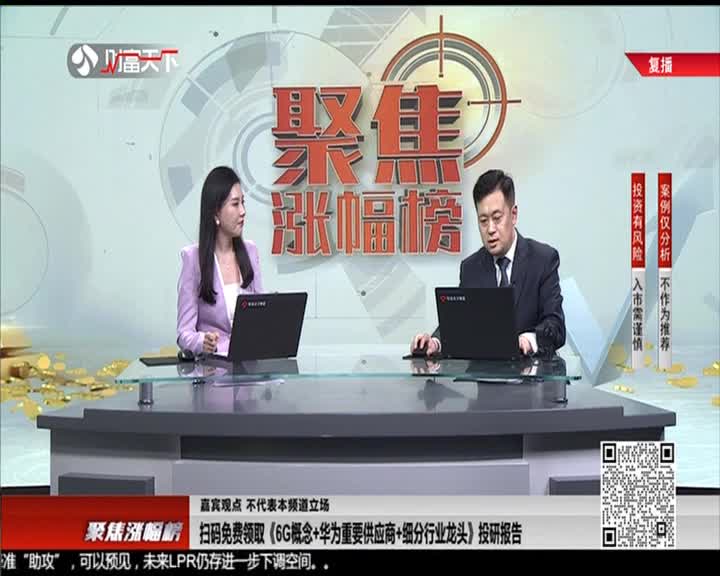 财富天下
复播
聚焦
涨幅榜
案例仅分析 不作为推荐
投资有风险 入市需谨慎
嘉宾观点 不代表本频道立场
聚焦涨幅榜
扫码免费领取《6G概念+华为重要供应商+细分行业龙头》投研报告
准“助攻”，可以预见，未来LPR仍存进一步下调空间。。